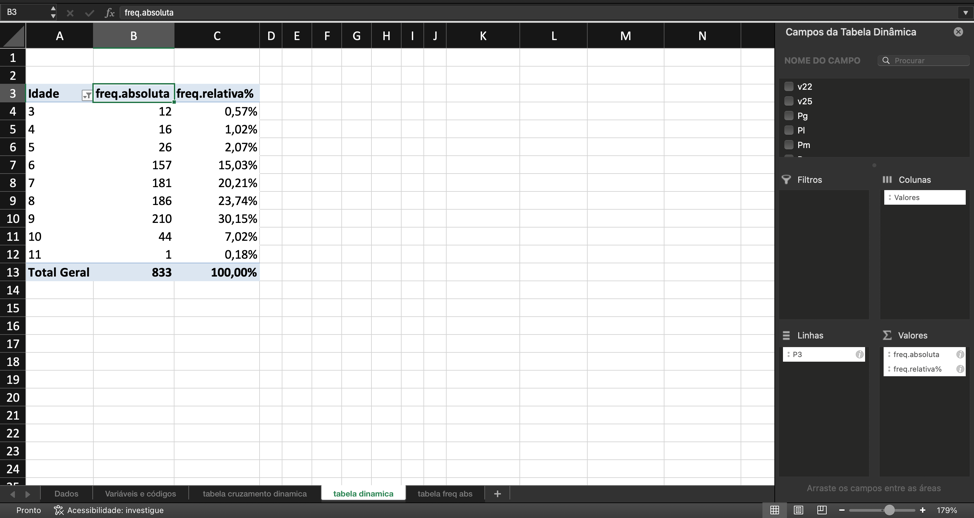 B3 fx freq.absoluta
A B C D E F G H I J K L M N
Campos da Tabela Dinâmica
NOME DO CAMPO Procurar
v22
v25
Pg
Pl
Pm
Filtros
Colunas
Valores
Linhas
P3
Valores
freq.absoluta
freq.relativa%
Arraste os campos entre as áreas
1
2
3 Idade freq.absoluta freq.relativa%
4 3 12 0,57%
5 4 16 1,02%
6 5 26 2,07%
7 6 157 15,03%
8 7 181 20,21%
9 8 186 23,74%
10 9 210 30,15%
11 10 44 7,02%
12 11 1 0,18%
13 Total Geral 833 100,00%
14
15
16
17
18
19
20
21
22
23
24
Dados Variáveis e códigos tabela cruzamento dinamica tabela dinamica tabela freq abs +
Pronto Acessibilidade: investigue 179%